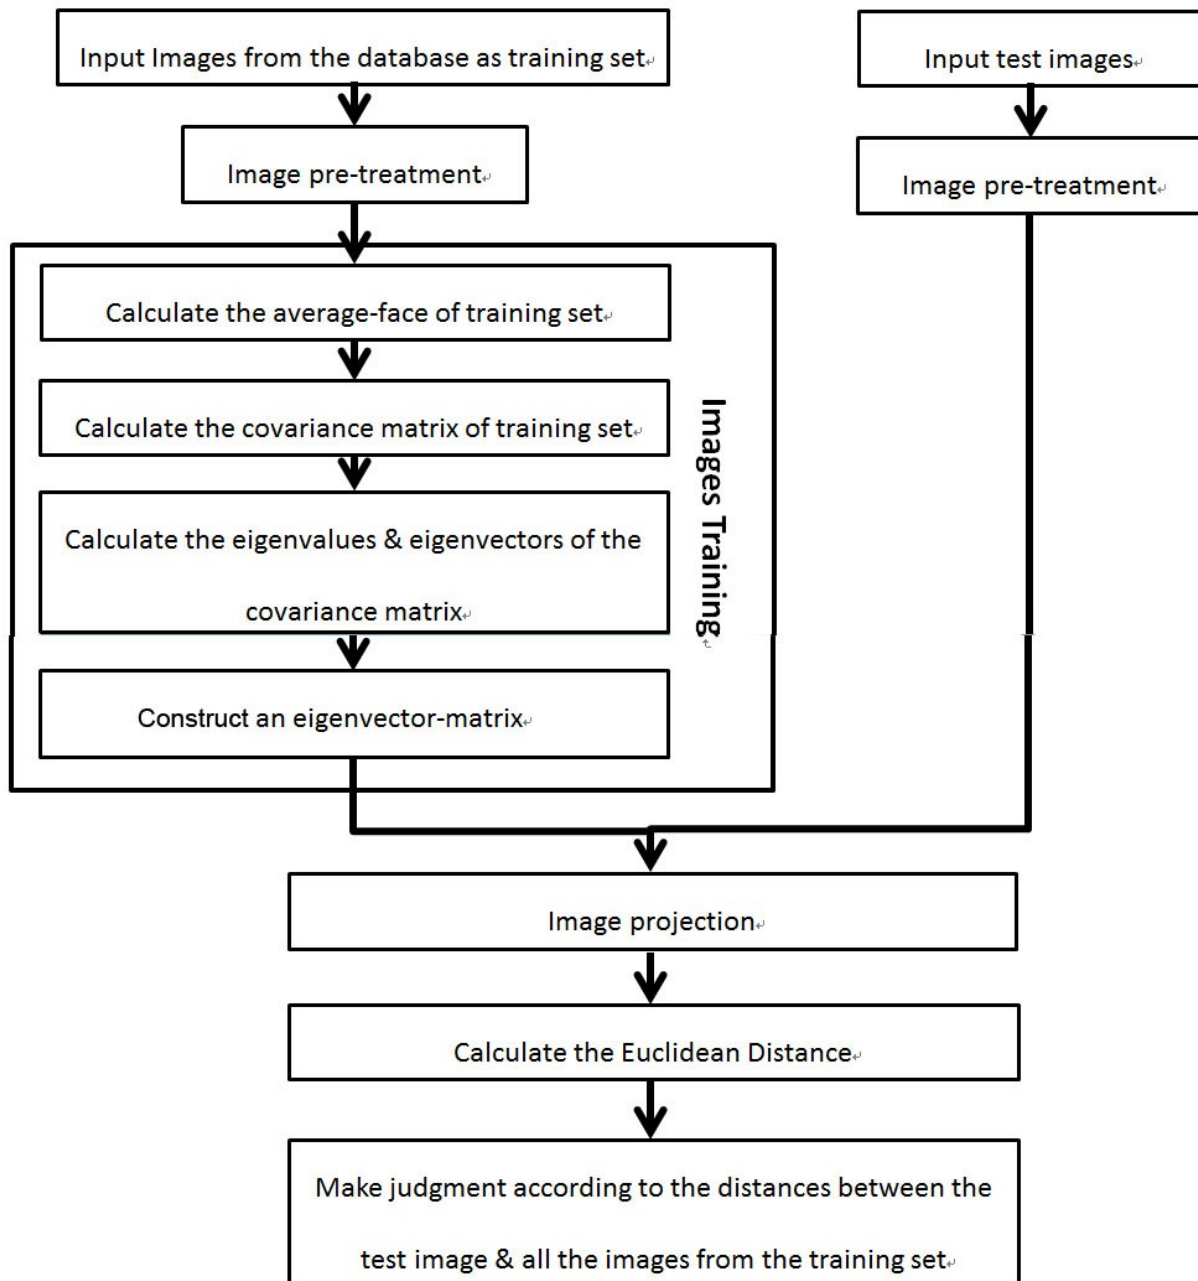 Input Images from the database as training set
Image pre-treatment
Calculate the average-face of training set
Calculate the covariance matrix of training set
Calculate the eigenvalues & eigenvectors of the
covariance matrix
Construct an eigenvector-matrix
Images Training
Input test images
Image pre-treatment
Image projection
Calculate the Euclidean Distance
Make judgment according to the distances between the
test image & all the images from the training set